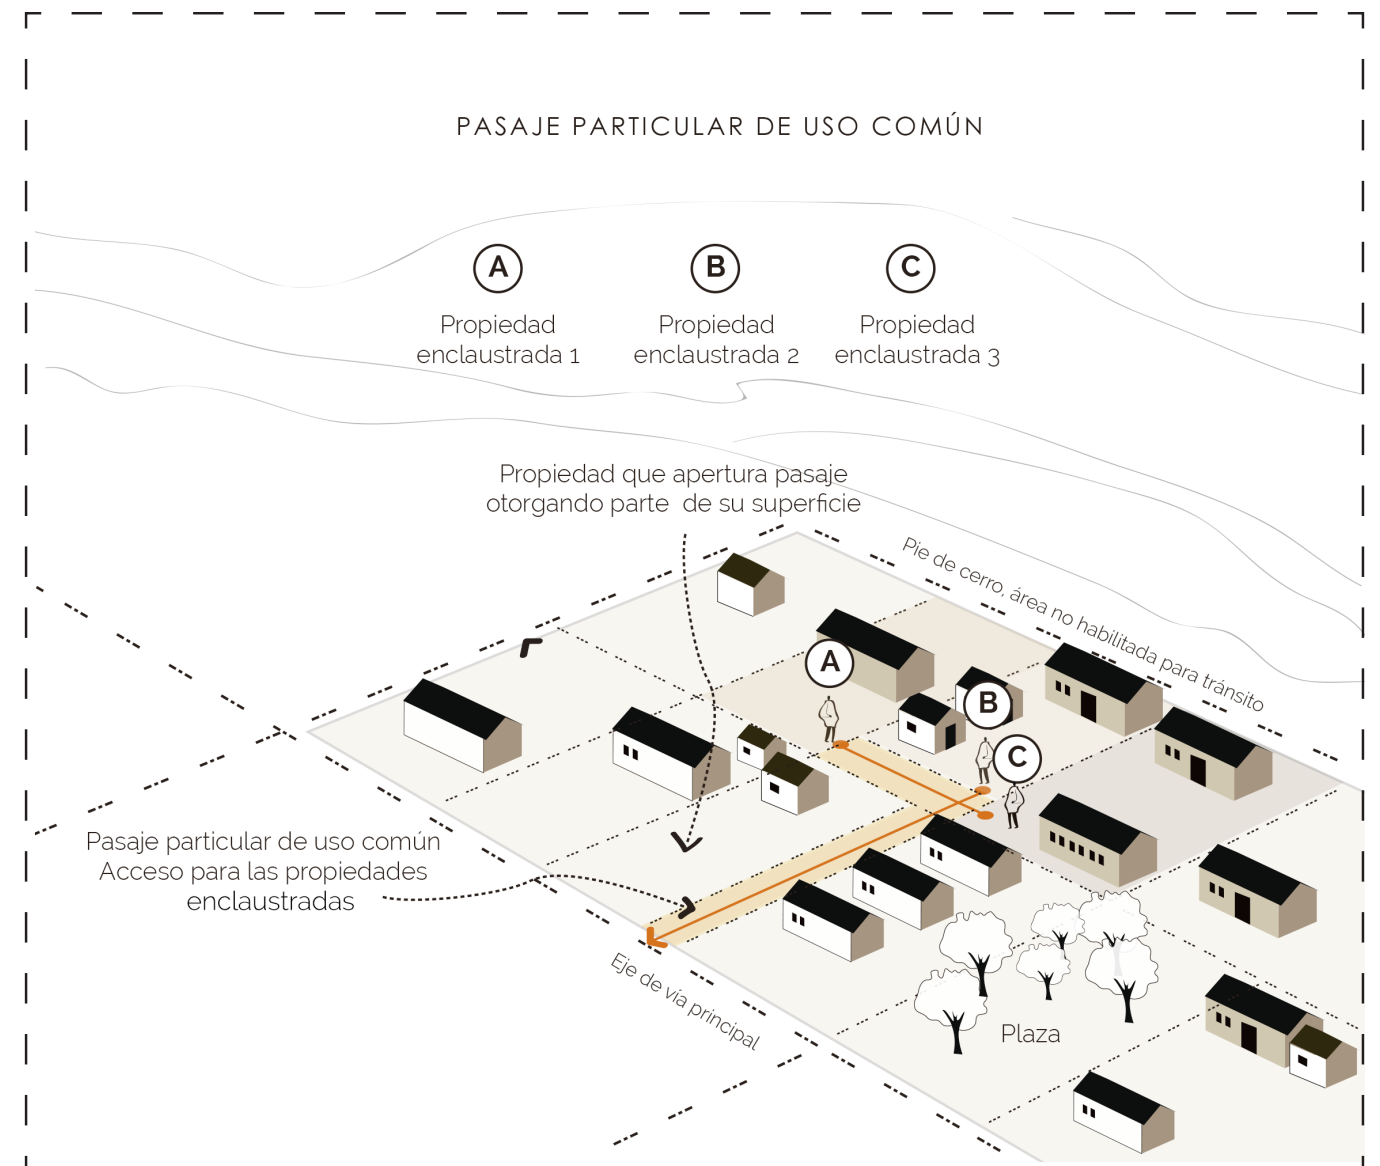 PASAJE PARTICULAR DE USO COMÚN
A
B
C
Propiedad
enclaustrada 1
Propiedad
enclaustrada 2
Propiedad
enclaustrada 3
Propiedad que apertura pasaje
otorgando parte de su superficie
Pie de cerro, área no habilitada para tránsito
A
B
C
Pasaje particular de uso común
Acceso para las propiedades
enclaustradas
Eje de vía principal
Plaza